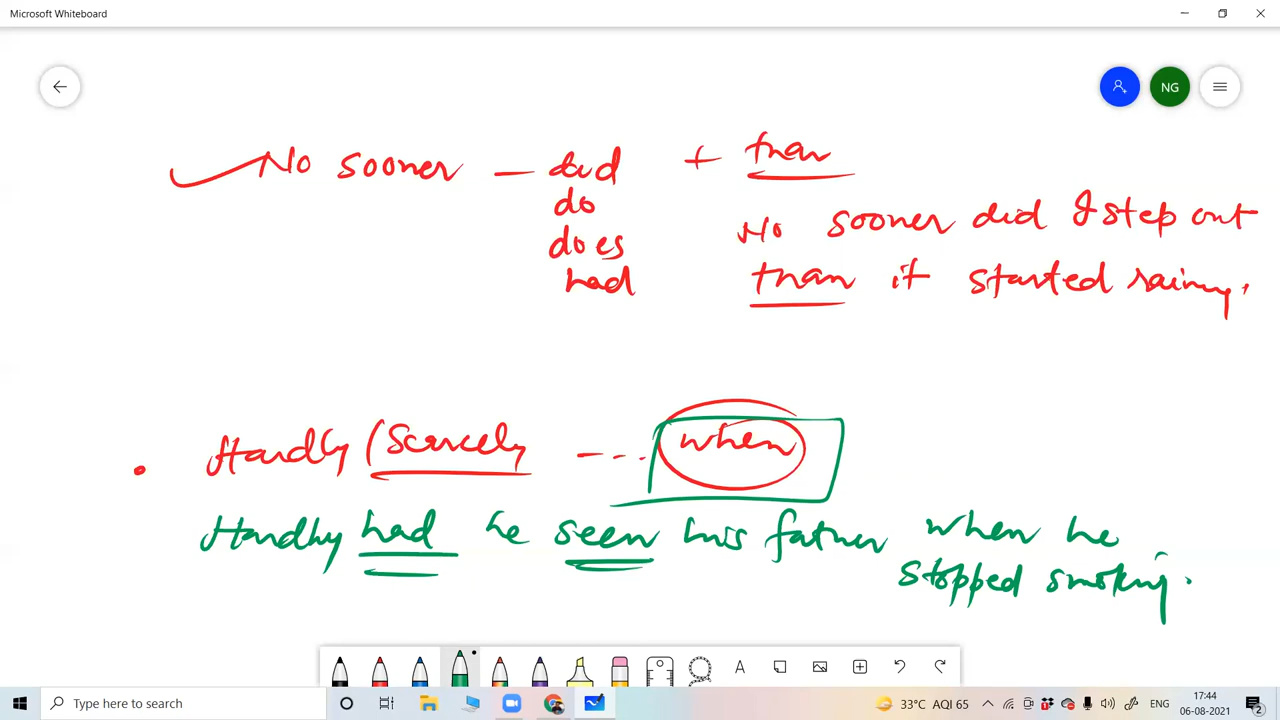 Microsoft Whiteboard
NG
No sooner - did + than
do
does
had
No sooner did I step out
than it started raining.
Hardly / Scarcely ---.. when
Hardly had he seen his father when he
stopped smoking.
A
Type here to search
33°C AQI 65
ENG
17:44
06-08-2021
2